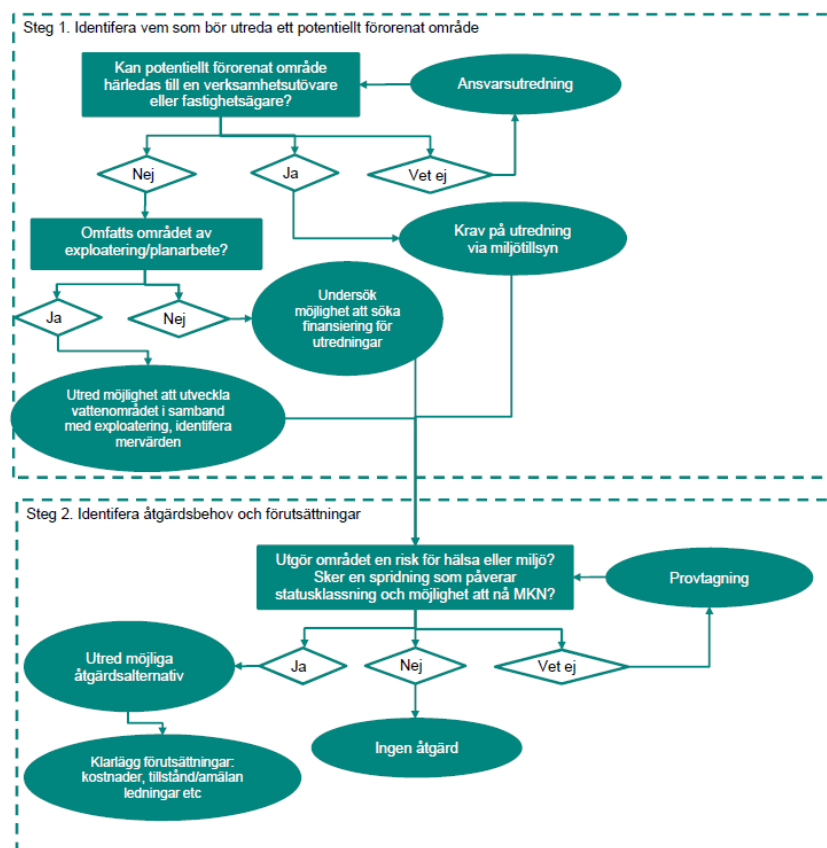 Steg 1. Identifera vem som bör utreda ett potentiellt förorenat område
Kan potentiellt förorenat område
härledas till en verksamhetsutövare
eller fastighetsägare?
Ansvarsutredning
Nej
Ja
Vet ej
Omfatts området av
exploatering/planarbete?
Krav på utredning
via miljötillsyn
Ja
Nej
Undersök
möjlighet att söka
finansiering för
utredningar
Utred möjlighet att utveckla
vattenområdet i samband
med exploatering, identifera
mervärden
Steg 2. Identifera åtgärdsbehov och förutsättningar
Utgör området en risk för hälsa eller miljö?
Sker en spridning som påverar
statusklassning och möjlighet att nå MKN?
Provtagning
Utred möjliga
åtgärdsalternativ
Ja
Nej
Vet ej
Ingen åtgärd
Klarlägg förutsättningar:
kostnader, tillstånd/amälan
ledningar etc